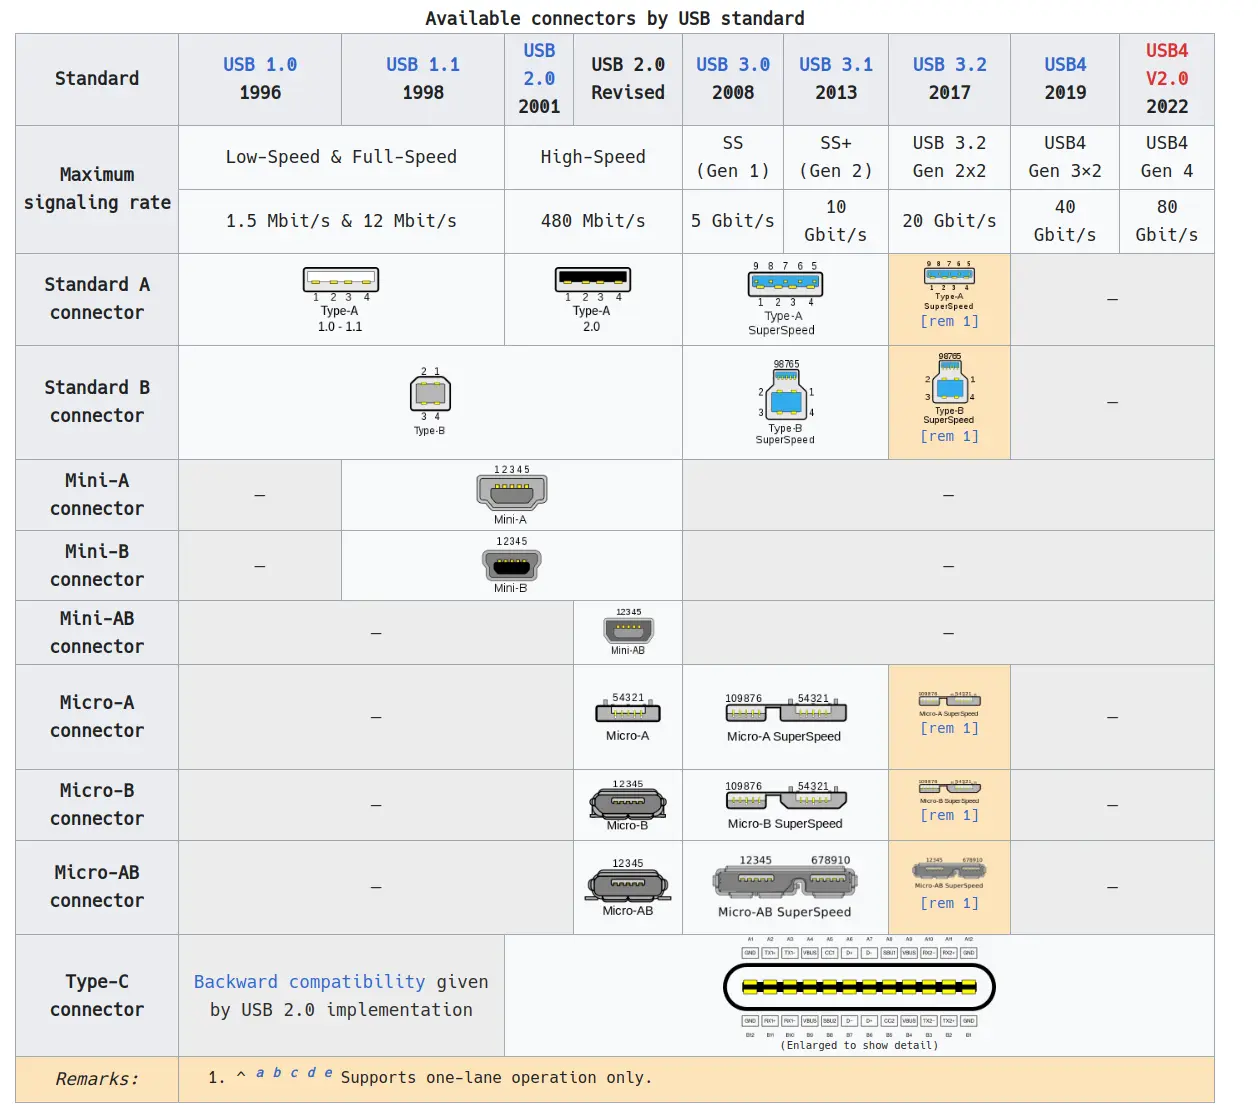 Available connectors by USB standard
Standard
USB 1.0
1996
USB 1.1
1998
USB
2.0
2001
USB 2.0
Revised
USB 3.0
2008
USB 3.1
2013
USB 3.2
2017
USB4
2019
USB4
V2.0
2022
Maximum
signaling rate
Low-Speed & Full-Speed
High-Speed
SS
(Gen 1)
SS+
(Gen 2)
USB 3.2
Gen 2x2
USB4
Gen 3×2
USB4
Gen 4
1.5 Mbit/s & 12 Mbit/s
480 Mbit/s
5 Gbit/s
10
Gbit/s
20 Gbit/s
40
Gbit/s
80
Gbit/s
Standard A
connector
1 2 3 4
Type-A
1.0 - 1.1
1 2 3 4
Type-A
2.0
9 8 7 6 5
1 2 3 4
Type-A
SuperSpeed
9 8 7 6 5
1 2 3 4
Type-A
SuperSpeed
[rem 1]
–
Standard B
connector
2 1
3 4
Type-B
98765
2 1
3 4
Type-B
SuperSpeed
98765
2 1
3 4
Type-B
SuperSpeed
[rem 1]
–
Mini-A
connector
–
1 2 3 4 5
Mini-A
–
Mini-B
connector
–
1 2 3 4 5
Mini-B
–
Mini-AB
connector
–
12345
Mini-AB
–
Micro-A
connector
–
54321
Micro-A
109876 54321
Micro-A SuperSpeed
109876 54321
Micro-A SuperSpeed
[rem 1]
–
Micro-B
connector
–
12345
Micro-B
109876 54321
Micro-B SuperSpeed
109876 54321
Micro-B SuperSpeed
[rem 1]
–
Micro-AB
connector
–
12345
Micro-AB
12345 678910
Micro-AB SuperSpeed
12345 678910
Micro-AB SuperSpeed
[rem 1]
–
Type-C
connector
Backward compatibility given
by USB 2.0 implementation
A1 A2 A3 A4 A5 A6 A7 A8 A9 A10 A11 A12
GND TX1+ TX1- VBUS CC1 D+ D- SBU1 VBUS RX2- RX2+ GND
GND RX1+ RX1- VBUS SBU2 D- D+ CC2 VBUS TX2- TX2+ GND
B12 B11 B10 B9 B8 B7 B6 B5 B4 B3 B2 B1
(Enlarged to show detail)
Remarks:
1. ^ a b c d e Supports one-lane operation only.